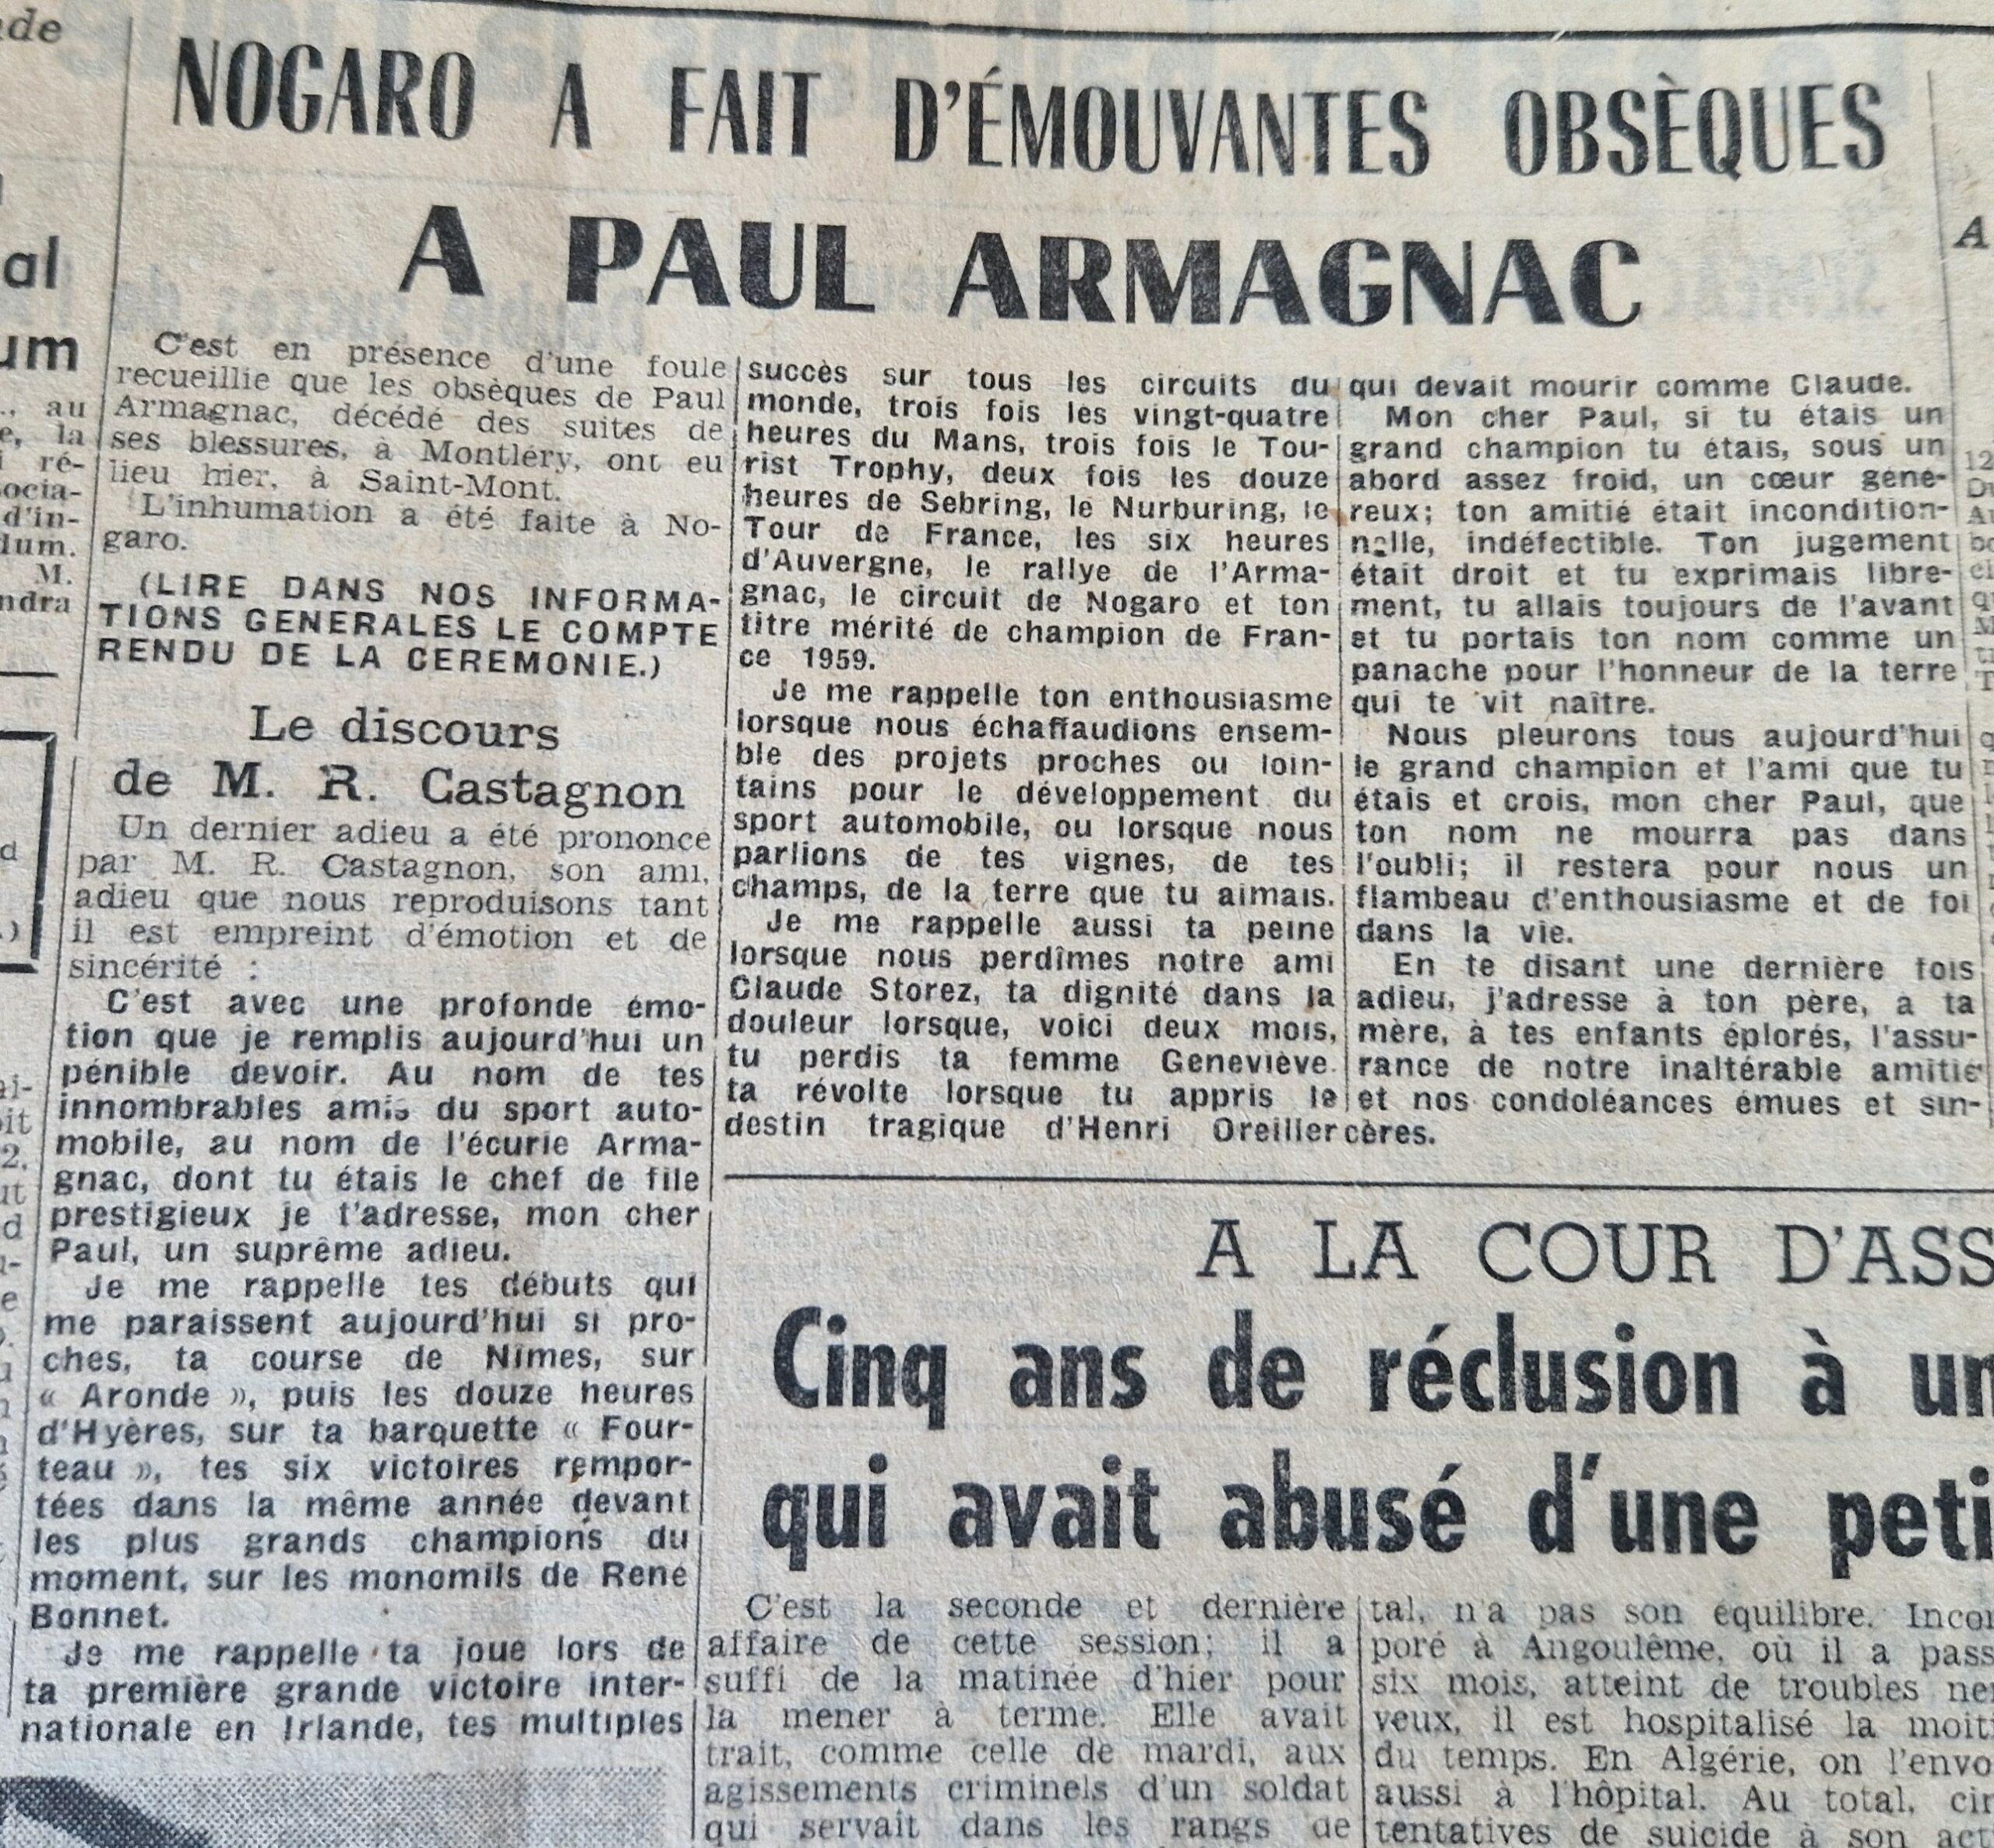 NOGARO A FAIT D'ÉMOUVANTES OBSÈQUES
A PAUL ARMAGNAC
C'est en présence d'une foule
recueillie que les obsèques de Paul
Armagnac, décédé des suites de
ses blessures, à Montléry, ont eu
lieu hier, à Saint-Mont.
L'inhumation a été faite à No-
garo.
(LIRE DANS NOS INFORMA-
TIONS GENERALES LE COMPTE
RENDU DE LA CEREMONIE.)
Le discours
de M. R. Castagnon
Un dernier adieu a été prononce
par M. R. Castagnon, son ami,
adieu que nous reproduisons tant
il est empreint d'émotion et de
sincérité :
C'est avec une profonde émo-
tion que je remplis aujourd'hui un
pénible devoir. Au nom de tes
innombrables amis du sport auto-
mobile, au nom de l'écurie Arma-
gnac, dont tu étais le chef de file
prestigieux je t'adresse, mon cher
Paul, un suprême adieu.
Je me rappelle tes débuts qui
me paraissent aujourd'hui si pro-
ches, ta course de Nîmes, sur
« Aronde », puis les douze heures
d'Hyères, sur ta barquette « Four-
teau », tes six victoires rempor-
tées dans la même année devant
les plus grands champions du
moment, sur les monomils de René
Bonnet.
Je me rappelle ta joue lors de
ta première grande victoire inter-
nationale en Irlande, tes multiples
succès sur tous les circuits du
monde, trois fois les vingt-quatre
heures du Mans, trois fois le Tou-
rist Trophy, deux fois les douze
heures de Sebring, le Nurburing, le
Tour de France, les six heures
d'Auvergne, le rallye de l'Arma-
gnac, le circuit de Nogaro et ton
titre mérité de champion de Fran-
ce 1959.
Je me rappelle ton enthousiasme
lorsque nous échaffaudions ensem-
ble des projets proches ou loin-
tains pour le développement du
sport automobile, ou lorsque nous
parlions de tes vignes, de tes
champs, de la terre que tu aimais.
Je me rappelle aussi ta peine
lorsque nous perdîmes notre ami
Claude Storez, ta dignité dans la
douleur lorsque, voici deux mois,
tu perdis ta femme Geneviève
ta révolte lorsque tu appris le
destin tragique d'Henri Oreiller
qui devait mourir comme Claude.
Mon cher Paul, si tu étais un
grand champion tu étais, sous un
abord assez froid, un cœur géné-
reux; ton amitié était incondition-
nelle, indéfectible. Ton jugement
était droit et tu exprimais libre-
ment, tu allais toujours de l'avant
et tu portais ton nom comme un
panache pour l'honneur de la terre
qui te vit naître.
Nous pleurons tous aujourd'hui
le grand champion et l'ami que tu
étais et crois, mon cher Paul, que
ton nom ne mourra pas dans
l'oubli; il restera pour nous un
flambeau d'enthousiasme et de foi
dans la vie.
En te disant une dernière fois
adieu, j'adresse à ton père, à ta
mère, à tes enfants éplorés, l'assu-
rance de notre inaltérable amitié
et nos condoléances émues et sin-
cères.
A LA COUR D'ASS
Cinq ans de réclusion à un
qui avait abusé d'une peti
C'est la seconde et dernière
affaire de cette session; il a
suffi de la matinée d'hier pour
la mener à terme. Elle avait
trait, comme celle de mardi, aux
agissements criminels d'un soldat
qui servait dans les rangs de
tal, n'a pas son équilibre. Incor
poré à Angoulême, où il a pass
six mois, atteint de troubles ner
veux, il est hospitalisé la moiti
du temps. En Algérie, on l'envo
aussi à l'hôpital. Au total, cin
tentatives de suicide à son acti